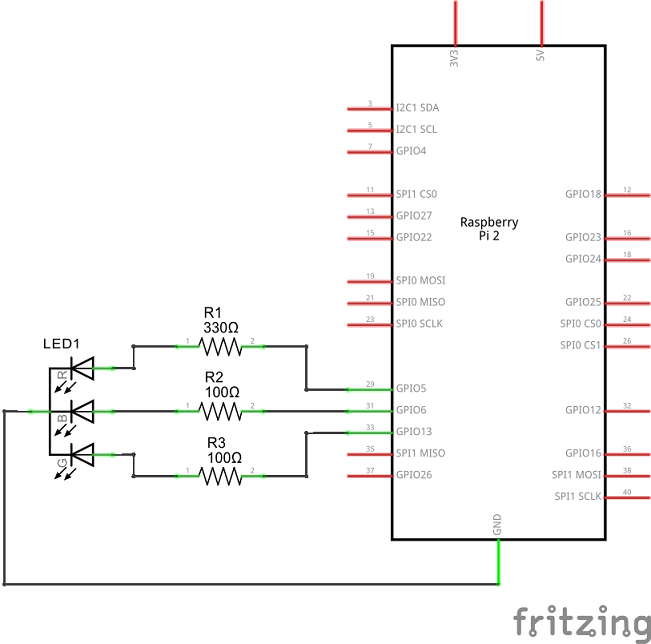 3V3
5V
3 I2C1 SDA
5 I2C1 SCL
7 GPIO4
11 SPI1 CS0
GPIO18 12
13 GPIO27
Raspberry
Pi 2
15 GPIO22
GPIO23 16
GPIO24 18
19 SPI0 MOSI
21 SPI0 MISO
GPIO25 22
23 SPI0 SCLK
SPI0 CS0 24
SPI0 CS1 26
R1
330Ω
LED1
1 2
R
R2
100Ω
29 GPIO5
B
1 2
31 GPIO6
GPIO12 32
33 GPIO13
R3
100Ω
G
1 2
35 SPI1 MISO
GPIO16 36
37 GPIO26
SPI1 MOSI 38
SPI1 SCLK 40
GND
fritzing